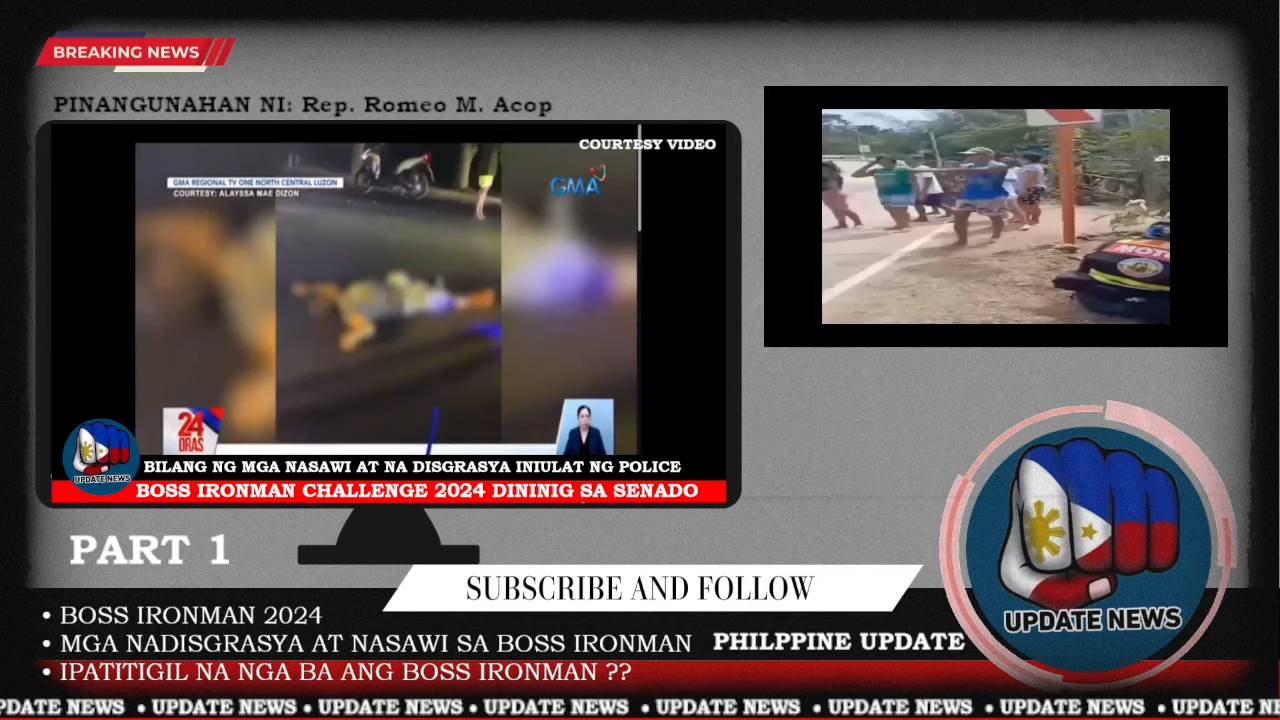 BREAKING NEWS
PINANGUNAHAN NI: Rep. Romeo M. Acop
COURTESY VIDEO
GMA REGIONAL TV ONE NORTH CENTRAL LUZON
COURTESY: ALAYSSA MAE DIZON
GMA
24
ORAS
UPDATE NEWS
BILANG NG MGA NASAWI AT NA DISGRASYA INIULAT NG POLICE
BOSS IRONMAN CHALLENGE 2024 DININIG SA SENADO
MOT
PART 1
SUBSCRIBE AND FOLLOW
• BOSS IRONMAN 2024
• MGA NADISGRASYA AT NASAWI SA BOSS IRONMAN
• IPATITIGIL NA NGA BA ANG BOSS IRONMAN ??
PHILPPINE UPDATE
UPDATE NEWS
PDATE NEWS • UPDATE NEWS • UPDATE NEWS • UPDATE NEWS • UPDATE NEWS • UPDATE NEWS • UPDATE NEWS • UPDATE NE